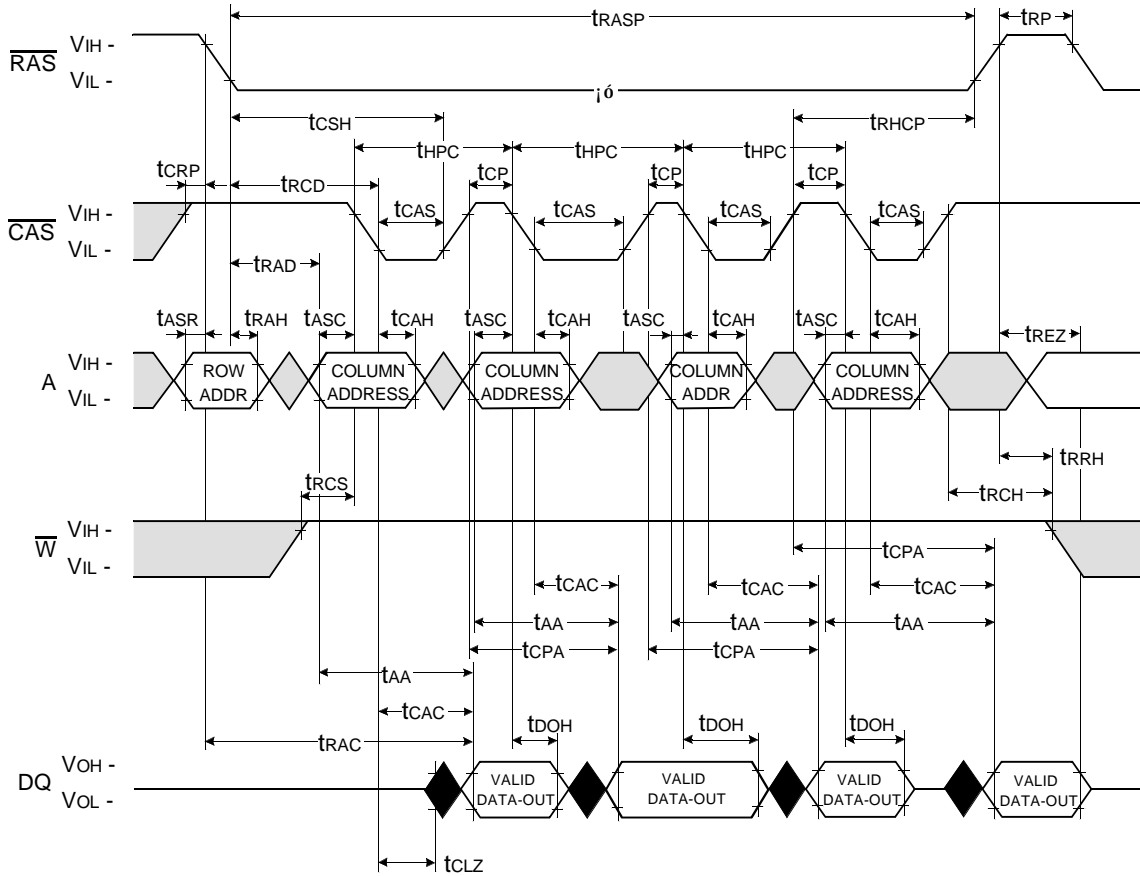 tRASP tRP
RAS VIH -
VIL -
¡ó
tCSH tRHCP
tHPC tHPC tHPC
tCRP tRCD tCP tCP tCP
CAS VIH -
VIL -
tCAS tCAS tCAS tCAS
tRAD
tASR tRAH tASC tCAH tASC tCAH tASC tCAH tASC tCAH tREZ
A VIH -
VIL -
ROW
ADDR
COLUMN
ADDRESS
COLUMN
ADDRESS
COLUMN
ADDR
COLUMN
ADDRESS
tRRH
tRCS tRCH
W VIH -
VIL -
tCPA
tCAC tCAC tCAC
tAA tAA tAA
tCPA tCPA
tAA
tCAC
tRAC tDOH tDOH tDOH
DQ VOH -
VOL -
VALID
DATA-OUT
VALID
DATA-OUT
VALID
DATA-OUT
VALID
DATA-OUT
tCLZ